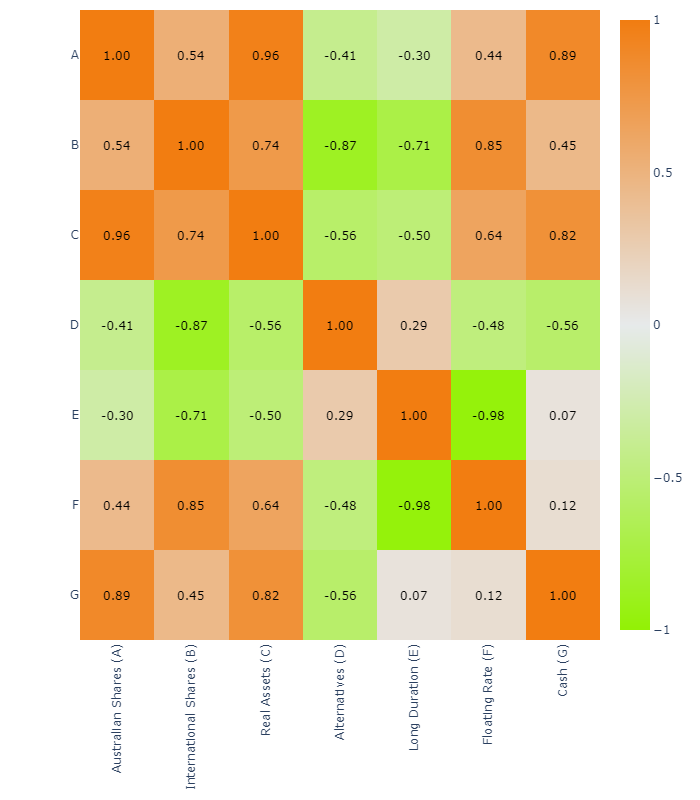 A 1.00 0.54 0.96 -0.41 -0.30 0.44 0.89
B 0.54 1.00 0.74 -0.87 -0.71 0.85 0.45
C 0.96 0.74 1.00 -0.56 -0.50 0.64 0.82
D -0.41 -0.87 -0.56 1.00 0.29 -0.48 -0.56
E -0.30 -0.71 -0.50 0.29 1.00 -0.98 0.07
F 0.44 0.85 0.64 -0.48 -0.98 1.00 0.12
G 0.89 0.45 0.82 -0.56 0.07 0.12 1.00
Australian Shares (A)
International Shares (B)
Real Assets (C)
Alternatives (D)
Long Duration (E)
Floating Rate (F)
Cash (G)
1
0.5
0
−0.5
−1